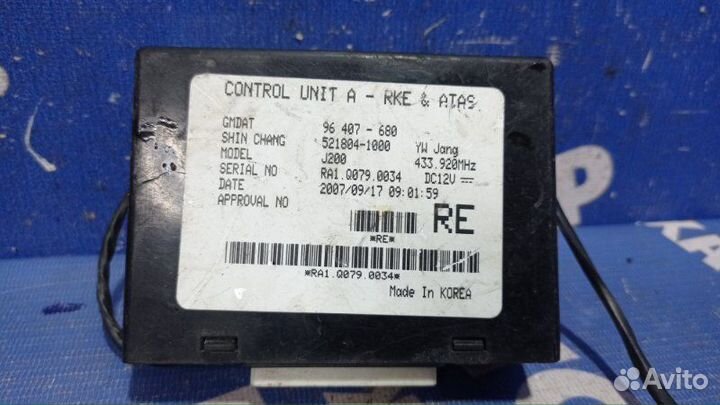 CONTROL UNIT A - RKE & ATAS
GMDAT 96 407 - 680
SHIN CHANG 521804-1000 YW Jang
MODEL J200 433.920MHz
SERIAL NO RA1.Q079.0034 DC12V
DATE 2007/09/17 09:01:59
APPROVAL NO
RE
*RE*
*RA1.Q079.0034*
Made In KOREA
Avito